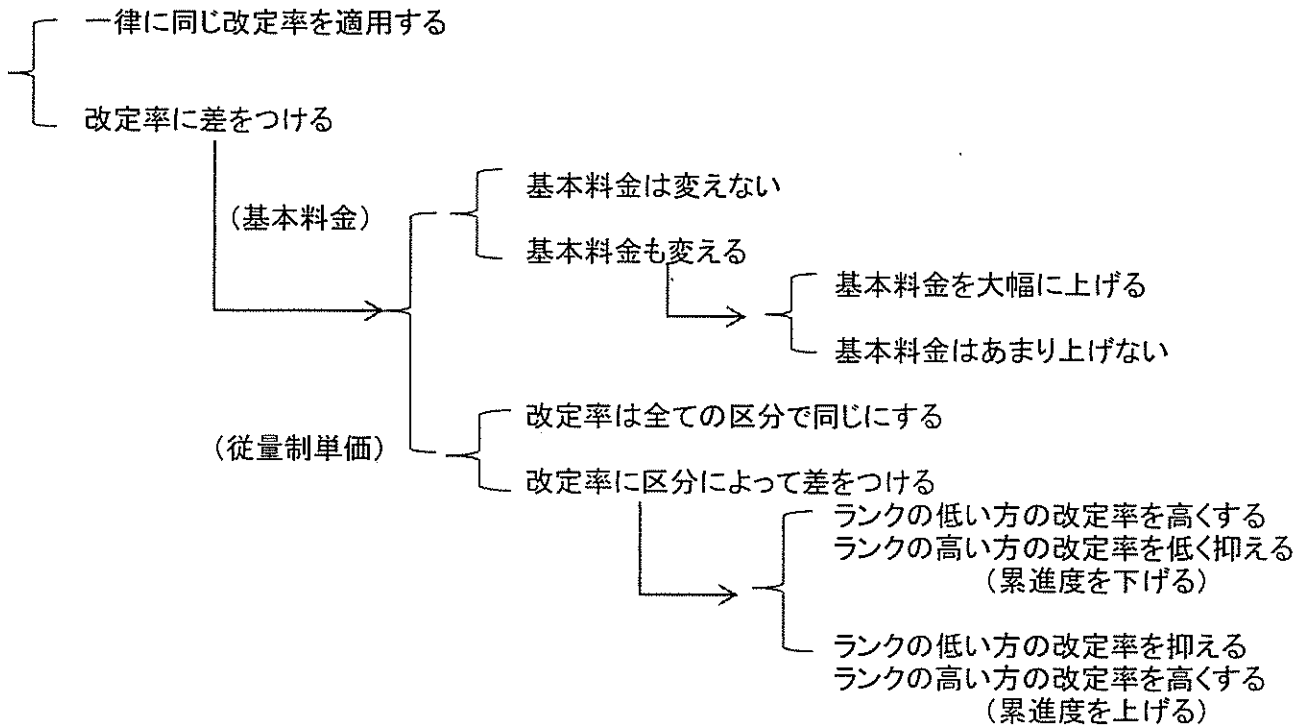 一律に同じ改定率を適用する
改定率に差をつける
(基本料金)
基本料金は変えない
基本料金も変える
基本料金を大幅に上げる
基本料金はあまり上げない
(従量制単価)
改定率は全ての区分で同じにする
改定率に区分によって差をつける
ランクの低い方の改定率を高くする
ランクの高い方の改定率を低く抑える
(累進度を下げる)
ランクの低い方の改定率を抑える
ランクの高い方の改定率を高くする
(累進度を上げる)